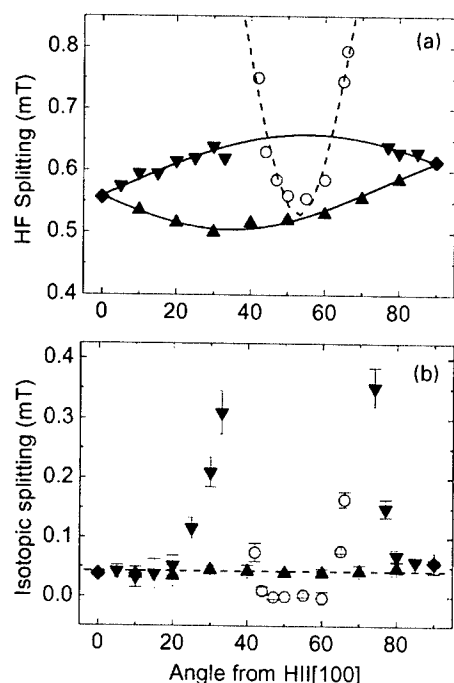 (a)
HF Splitting (mT)
0.8
0.7
0.6
0.5
0.4
0 20 40 60 80
(b)
Isotopic splitting (mT)
0.4
0.3
0.2
0.1
0.0
0 20 40 60 80 100
Angle from HII[100]